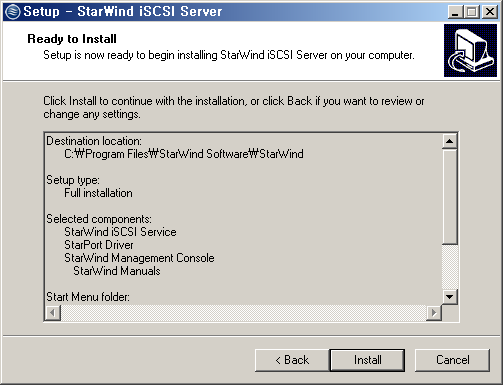 Setup - StarWind iSCSI Server
Ready to Install
Setup is now ready to begin installing StarWind iSCSI Server on your computer.
Click Install to continue with the installation, or click Back if you want to review or
change any settings.
Destination location:
C:₩Program Files₩StarWind Software₩StarWind
Setup type:
Full installation
Selected components:
StarWind iSCSI Service
StarPort Driver
StarWind Management Console
StarWind Manuals
Start Menu folder:
< Back
Install
Cancel